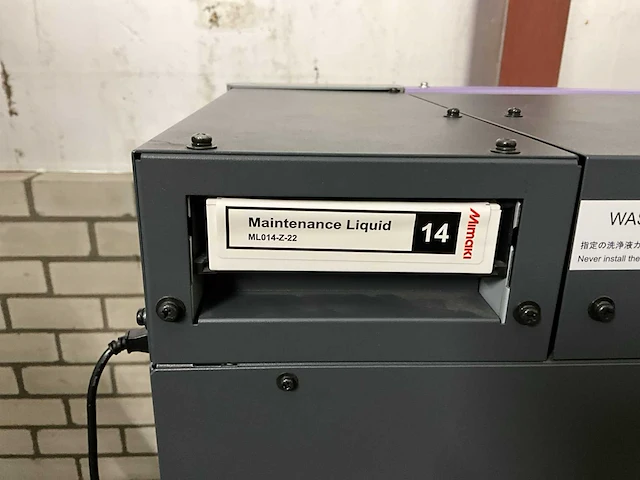 Maintenance Liquid
ML014-Z-22
14
Mimaki
WAS
指定の洗浄液カ
Never install the